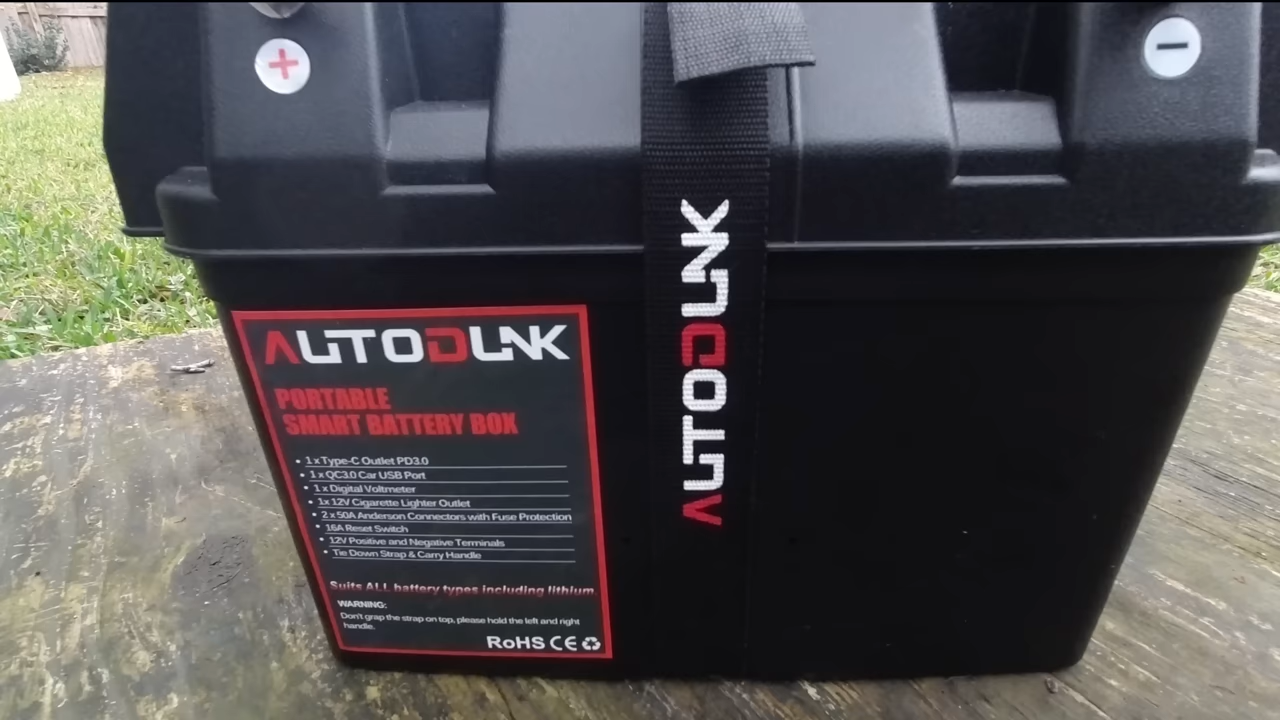 +
-
AUTODLNK
AUTODLNK
PORTABLE
SMART BATTERY BOX
• 1 x Type-C Outlet PD3.0
• 1 x QC3.0 Car USB Port
• 1 x Digital Voltmeter
• 1x 12V Cigarette Lighter Outlet
• 2 x 50A Anderson Connectors with Fuse Protection
• 16A Reset Switch
• 12V Positive and Negative Terminals
• Tie Down Strap & Carry Handle
Suits ALL battery types including lithium
WARNING:
Don't grap the strap on top, please hold the left and right
handle.
RoHS CE